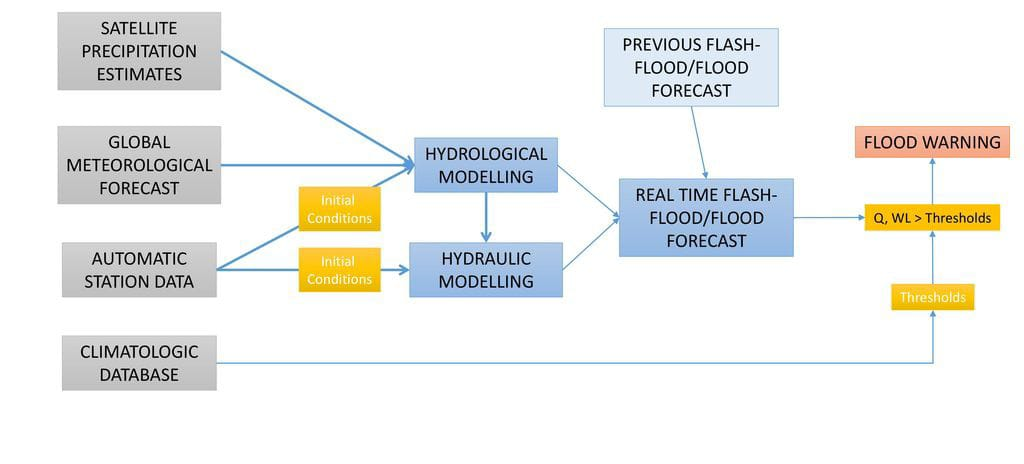 SATELLITE
PRECIPITATION
ESTIMATES
GLOBAL
METEOROLOGICAL
FORECAST
AUTOMATIC
STATION DATA
CLIMATOLOGIC
DATABASE
Initial
Conditions
Initial
Conditions
HYDROLOGICAL
MODELLING
HYDRAULIC
MODELLING
PREVIOUS FLASH-
FLOOD/FLOOD
FORECAST
REAL TIME FLASH-
FLOOD/FLOOD
FORECAST
FLOOD WARNING
Q, WL > Thresholds
Thresholds